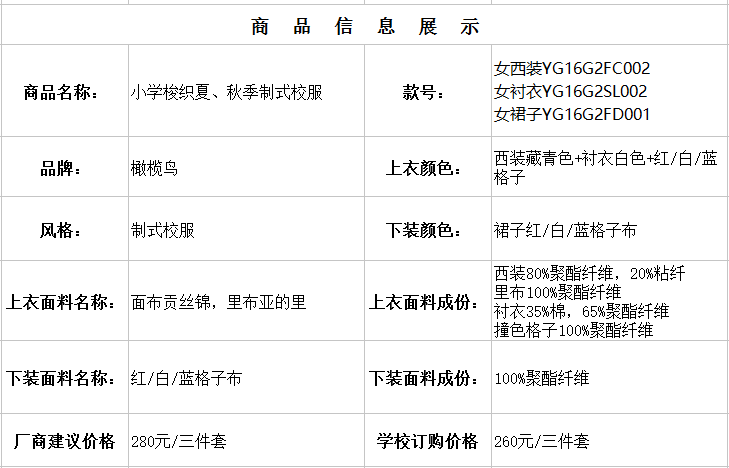 商 品 信 息 展 示
商品名称： 小学梭织夏、秋季制式校服 款号： 女西装YG16G2FC002
女衬衣YG16G2SL002
女裙子YG16G2FD001
品牌： 橄榄鸟 上衣颜色： 西装藏青色+衬衣白色+红/白/蓝
格子
风格： 制式校服 下装颜色： 裙子红/白/蓝格子布
上衣面料名称： 面布贡丝锦，里布亚的里 上衣面料成份： 西装80%聚酯纤维，20%粘纤
里布100%聚酯纤维
衬衣35%棉，65%聚酯纤维
撞色格子100%聚酯纤维
下装面料名称： 红/白/蓝格子布 下装面料成份： 100%聚酯纤维
厂商建议价格 280元/三件套 学校订购价格 260元/三件套